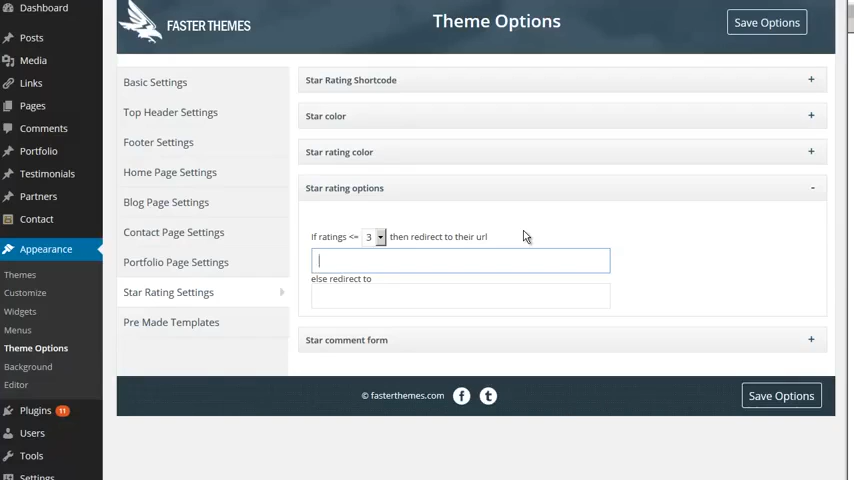 Dashboard
Posts
Media
Links
Pages
Comments
Portfolio
Testimonials
Partners
Contact
Appearance
Themes
Customize
Widgets
Menus
Theme Options
Background
Editor
Plugins 11
Users
Tools
Settings
FASTER THEMES
Theme Options
Save Options
Basic Settings
Top Header Settings
Footer Settings
Home Page Settings
Blog Page Settings
Contact Page Settings
Portfolio Page Settings
Star Rating Settings
Pre Made Templates
Star Rating Shortcode +
Star color +
Star rating color +
Star rating options -
If ratings <= 3 then redirect to their url
else redirect to
Star comment form +
© fasterthemes.com f t
Save Options